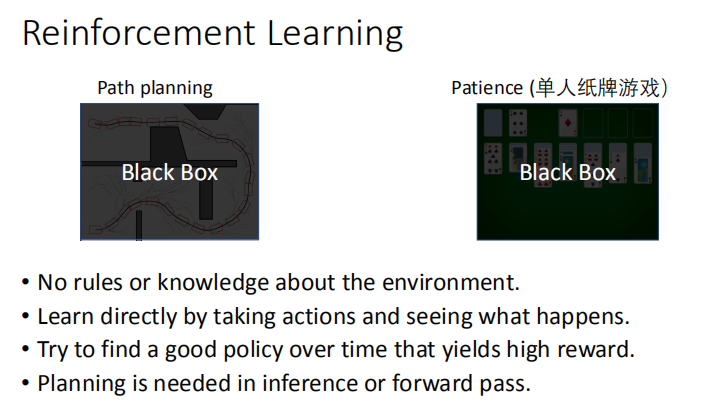 Reinforcement Learning
Path planning
Patience (单人纸牌游戏）
Black Box
Black Box
• No rules or knowledge about the environment.
• Learn directly by taking actions and seeing what happens.
• Try to find a good policy over time that yields high reward.
• Planning is needed in inference or forward pass.